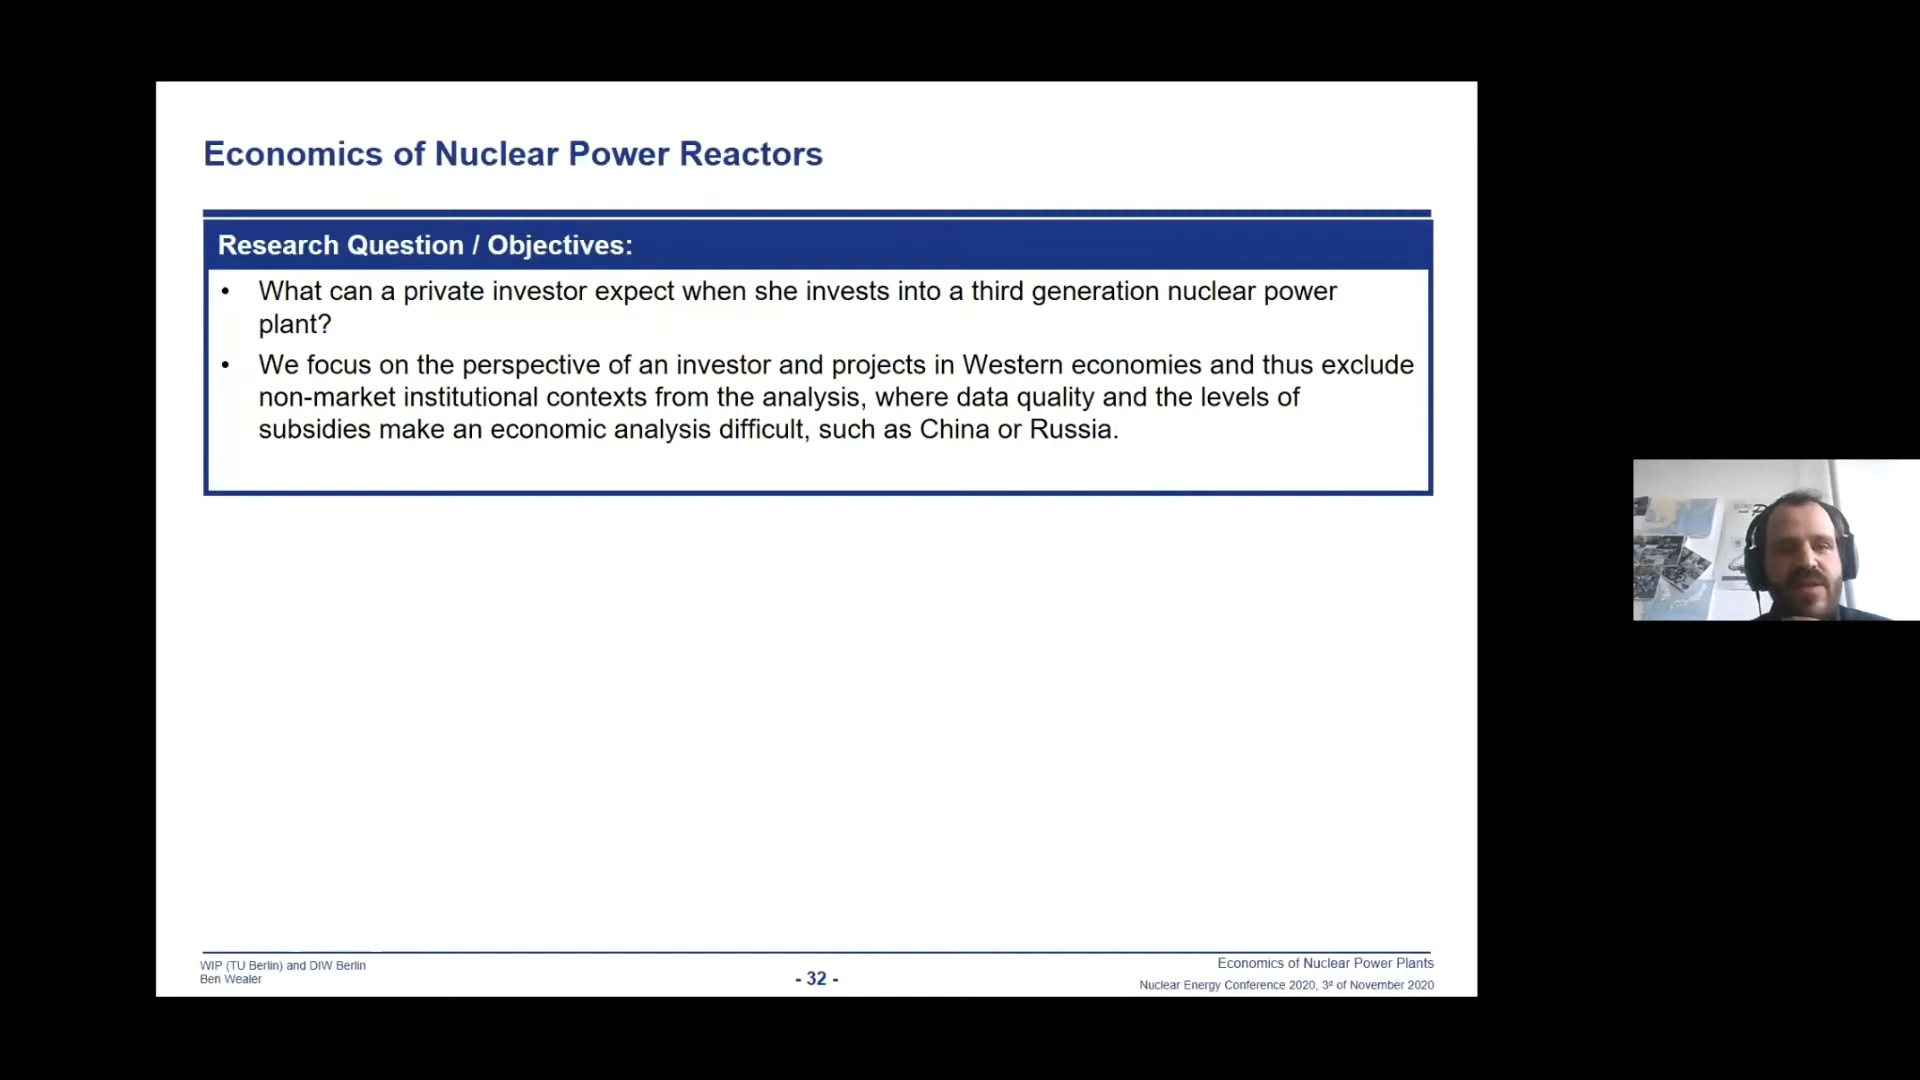 Economics of Nuclear Power Reactors
Research Question / Objectives:
• What can a private investor expect when she invests into a third generation nuclear power
plant?
• We focus on the perspective of an investor and projects in Western economies and thus exclude
non-market institutional contexts from the analysis, where data quality and the levels of
subsidies make an economic analysis difficult, such as China or Russia.
WIP (TU Berlin) and DIW Berlin
Ben Wealer
- 32 -
Economics of Nuclear Power Plants
Nuclear Energy Conference 2020, 3ᵈ of November 2020